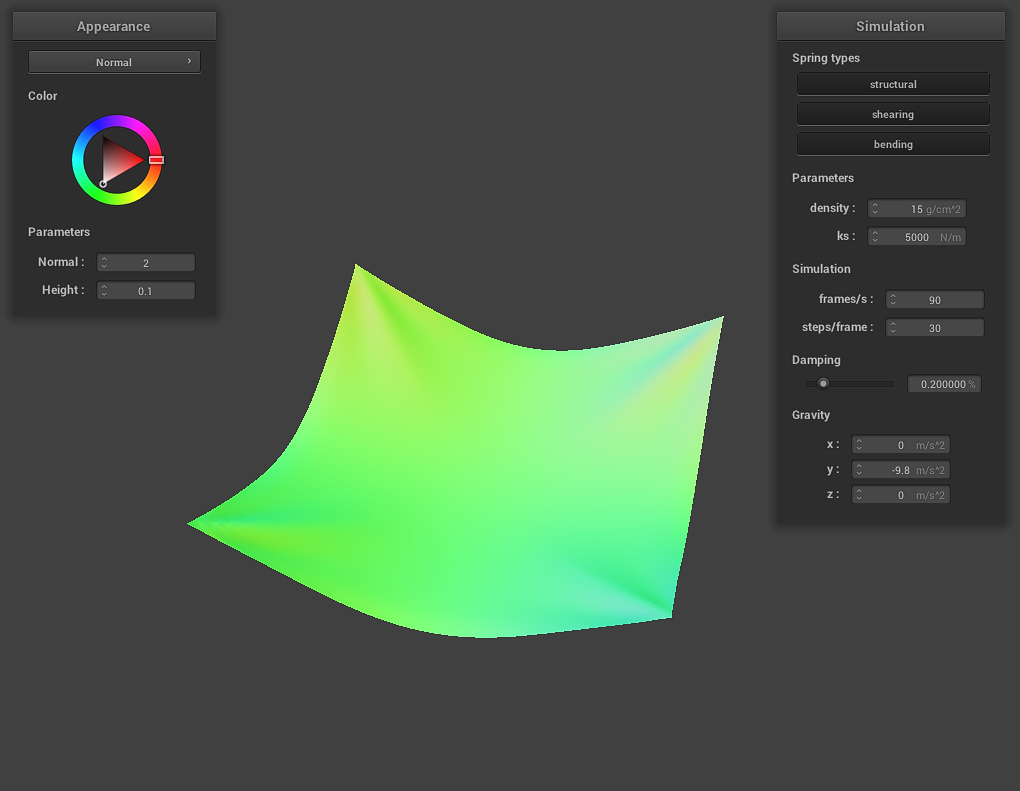 Appearance
Normal ›
Color
Parameters
Normal : 2
Height : 0.1
Simulation
Spring types
structural
shearing
bending
Parameters
density : 15 g/cm^2
ks : 5000 N/m
Simulation
frames/s : 90
steps/frame : 30
Damping
0.200000 %
Gravity
x : 0 m/s^2
y : -9.8 m/s^2
z : 0 m/s^2